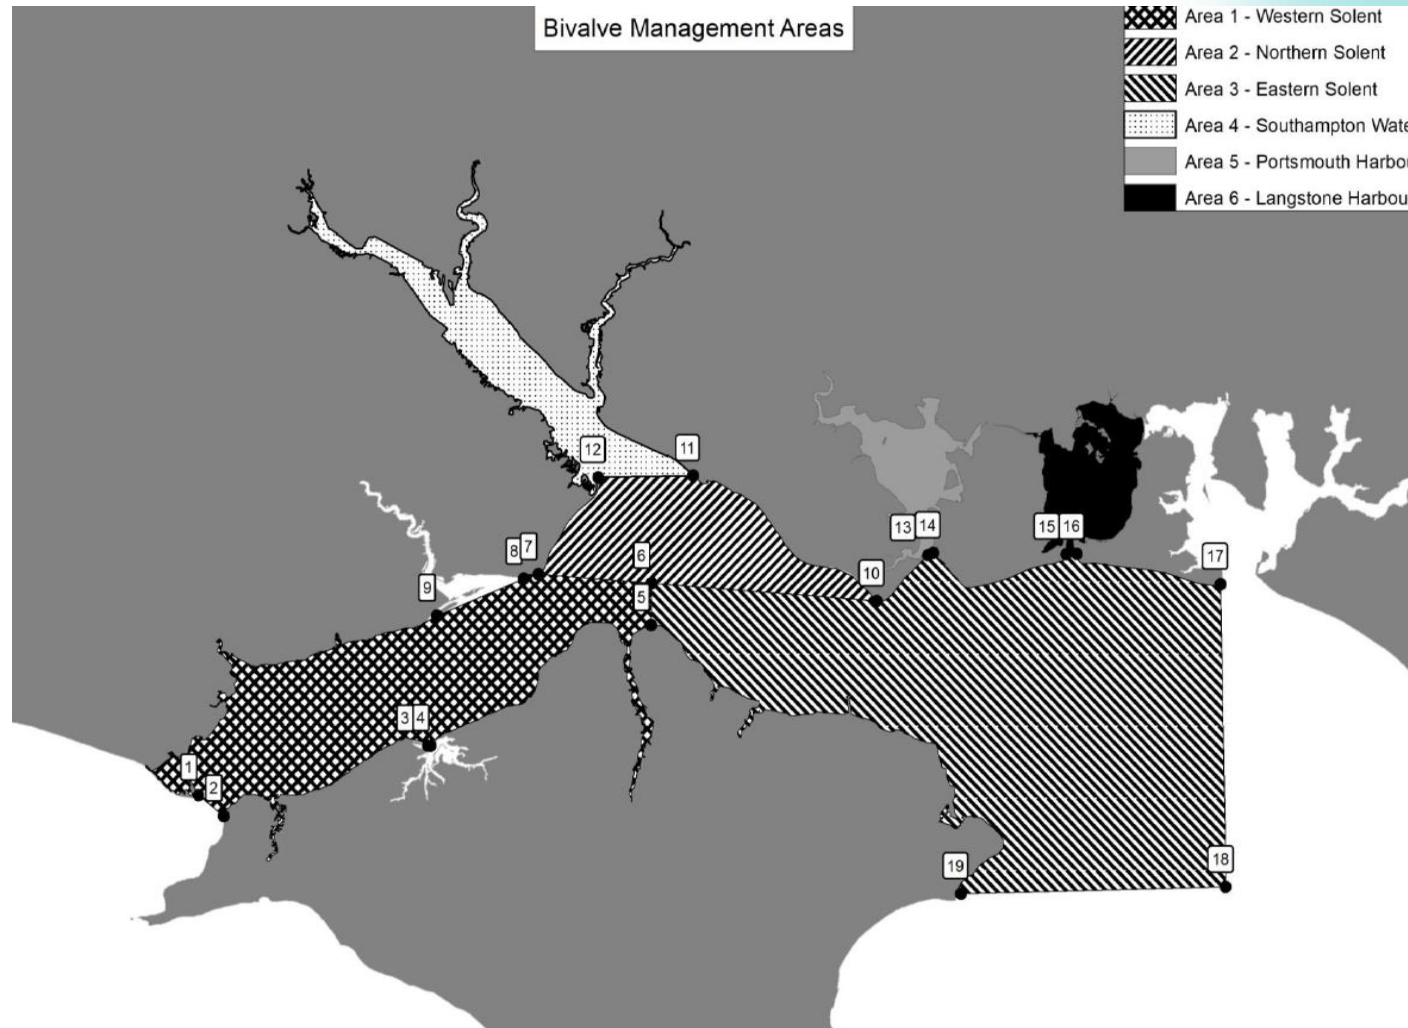 Bivalve Management Areas
Area 1 - Western Solent
Area 2 - Northern Solent
Area 3 - Eastern Solent
Area 4 - Southampton Wate
Area 5 - Portsmouth Harbou
Area 6 - Langstone Harbou
12
11
13 14
15 16
8 7
6
17
10
9
5
3 4
1
2
19
18